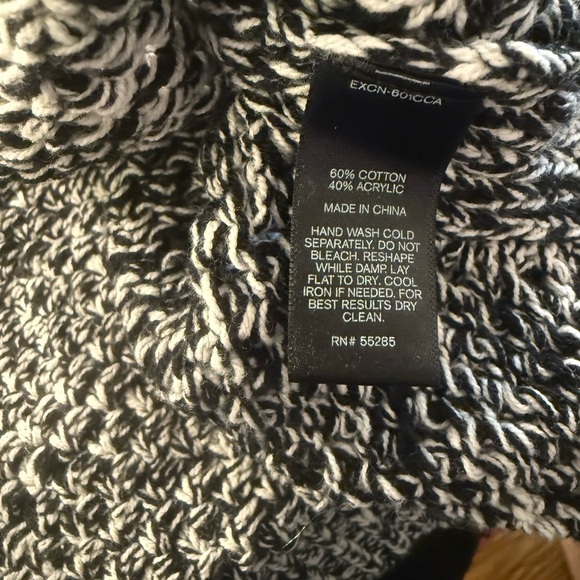 EXCN-601CCA
60% COTTON
40% ACRYLIC
MADE IN CHINA
HAND WASH COLD
SEPARATELY. DO NOT
BLEACH. RESHAPE
WHILE DAMP. LAY
FLAT TO DRY. COOL
IRON IF NEEDED. FOR
BEST RESULTS DRY
CLEAN.
RN# 55285